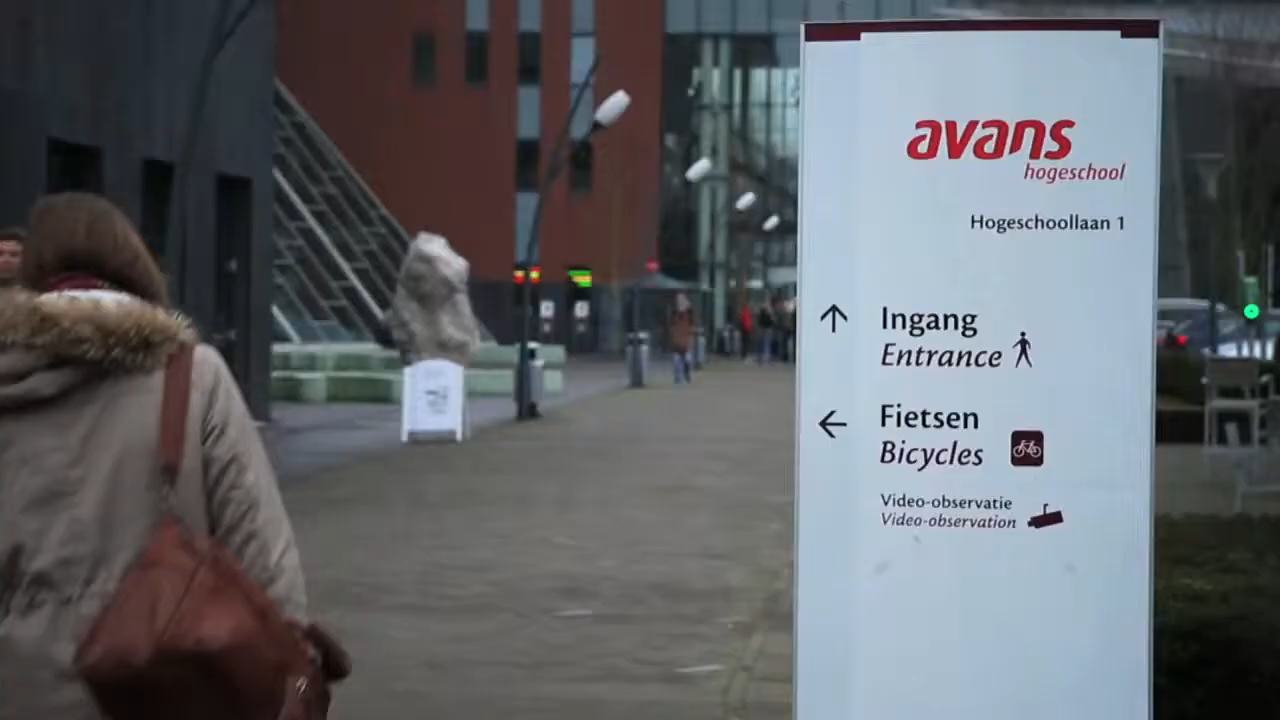 avans
hogeschool
Hogeschoollaan 1
Ingang
Entrance
Fietsen
Bicycles
Video-observatie
Video-observation